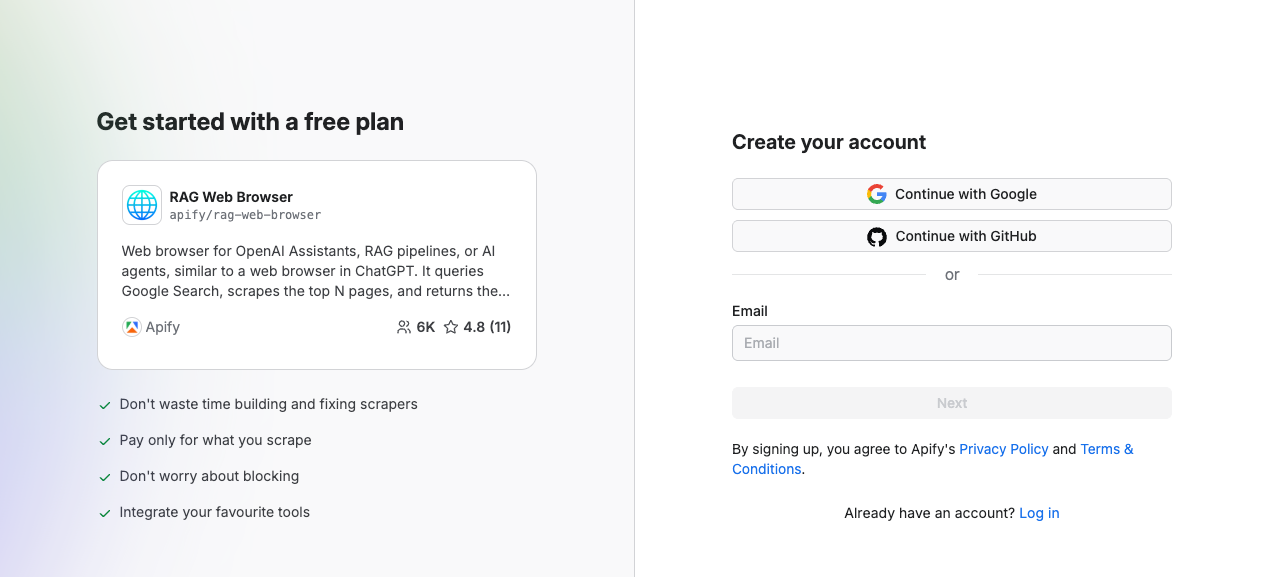 Get started with a free plan
RAG Web Browser
apify/rag-web-browser
Web browser for OpenAI Assistants, RAG pipelines, or AI
agents, similar to a web browser in ChatGPT. It queries
Google Search, scrapes the top N pages, and returns the...
Apify
6K
4.8 (11)
Don't waste time building and fixing scrapers
Pay only for what you scrape
Don't worry about blocking
Integrate your favourite tools
Create your account
Continue with Google
Continue with GitHub
or
Email
Email
Next
By signing up, you agree to Apify's Privacy Policy and Terms &
Conditions.
Already have an account? Log in